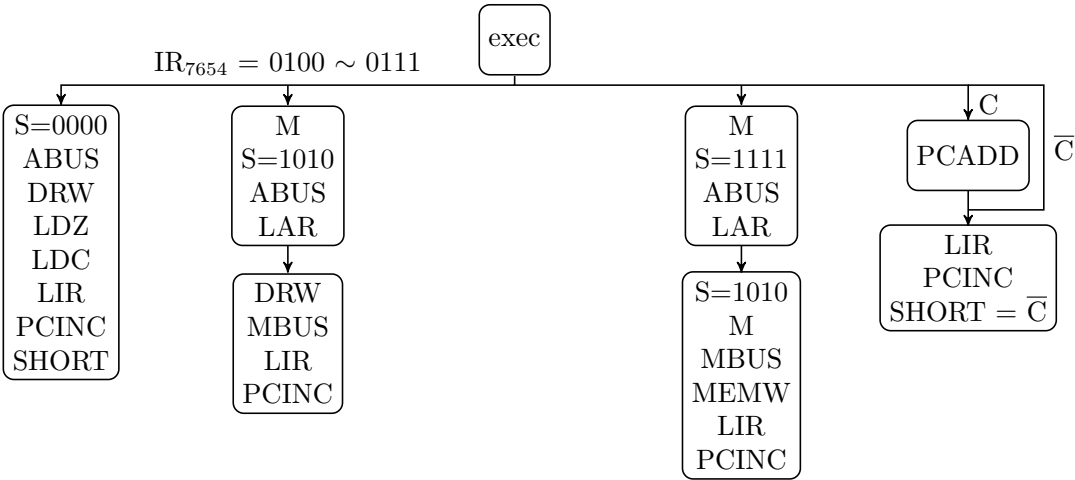 exec
IR7654 = 0100 ∼ 0111
S=0000
ABUS
DRW
LDZ
LDC
LIR
PCINC
SHORT
M
S=1010
ABUS
LAR
DRW
MBUS
LIR
PCINC
M
S=1111
ABUS
LAR
S=1010
M
MBUS
MEMW
LIR
PCINC
C
PCADD
C̅
LIR
PCINC
SHORT = C̅